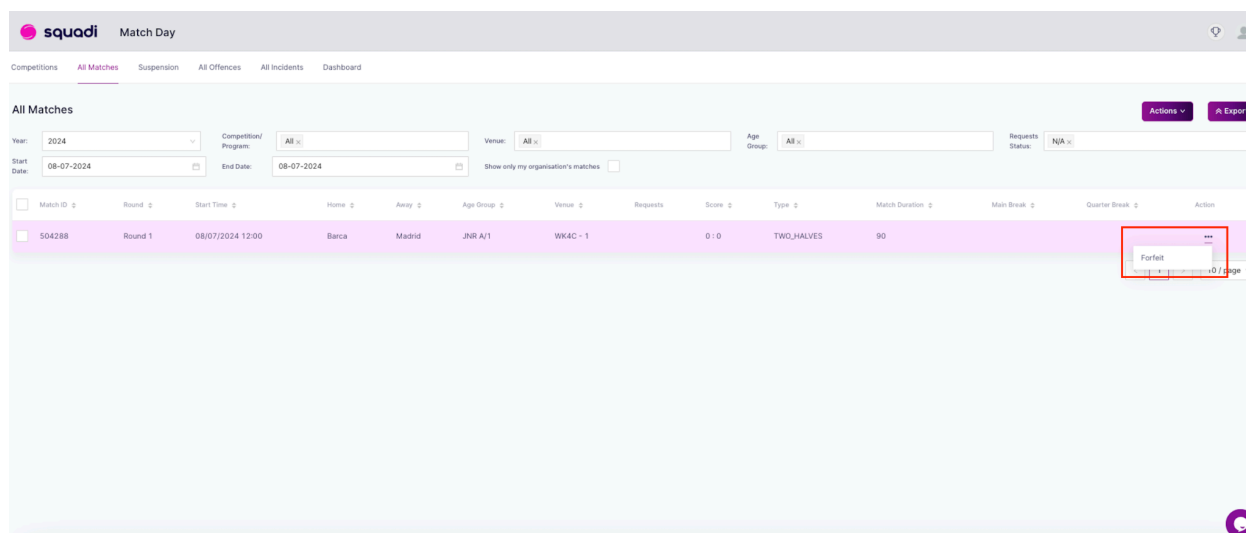 squadi Match Day
Competitions All Matches Suspension All Offences All Incidents Dashboard
All Matches
Actions
Expor
Year: 2024 Competition/ Program: All × Venue: All × Age Group: All × Requests Status: N/A ×
Start Date: 08-07-2024 End Date: 08-07-2024 Show only my organisation's matches
Match ID Round Start Time Home Away Age Group Venue Requests Score Type Match Duration Main Break Quarter Break Action
504288 Round 1 08/07/2024 12:00 Barca Madrid JNR A/1 WK4C - 1 0 : 0 TWO_HALVES 90 •••
Forfeit
1 10 / page